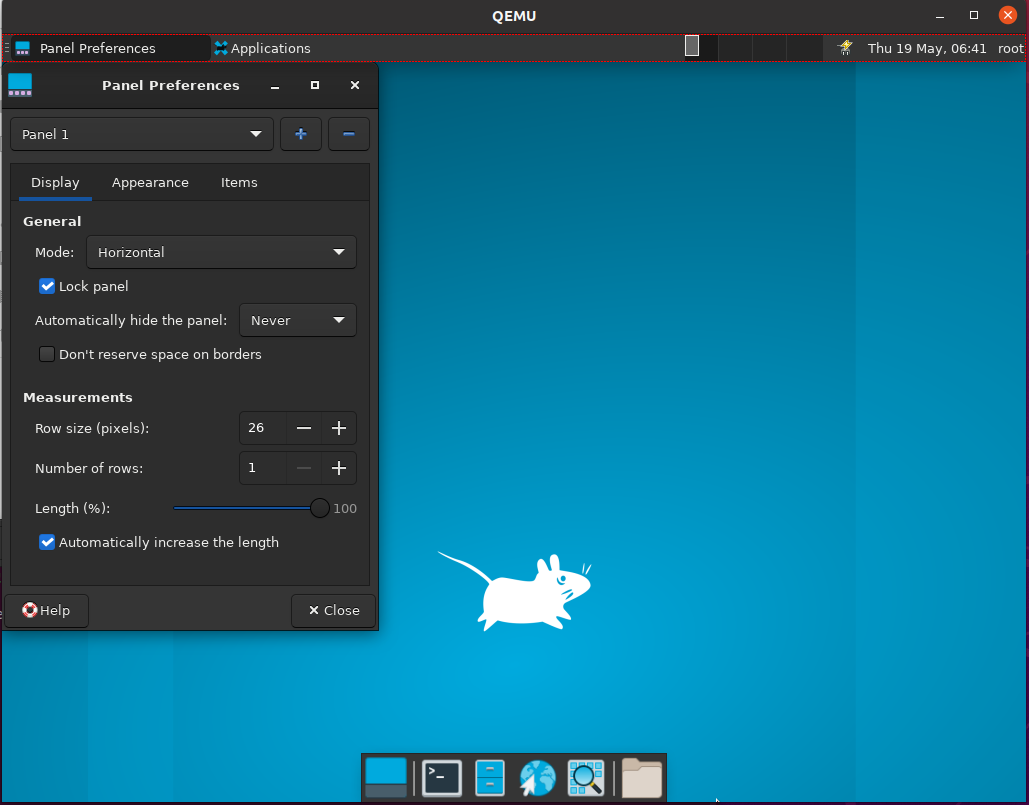 QEMU
Panel Preferences Applications Thu 19 May, 06:41 root
Panel Preferences
Panel 1
Display Appearance Items
General
Mode: Horizontal
Lock panel
Automatically hide the panel: Never
Don't reserve space on borders
Measurements
Row size (pixels): 26
Number of rows: 1
Length (%): 100
Automatically increase the length
Help Close